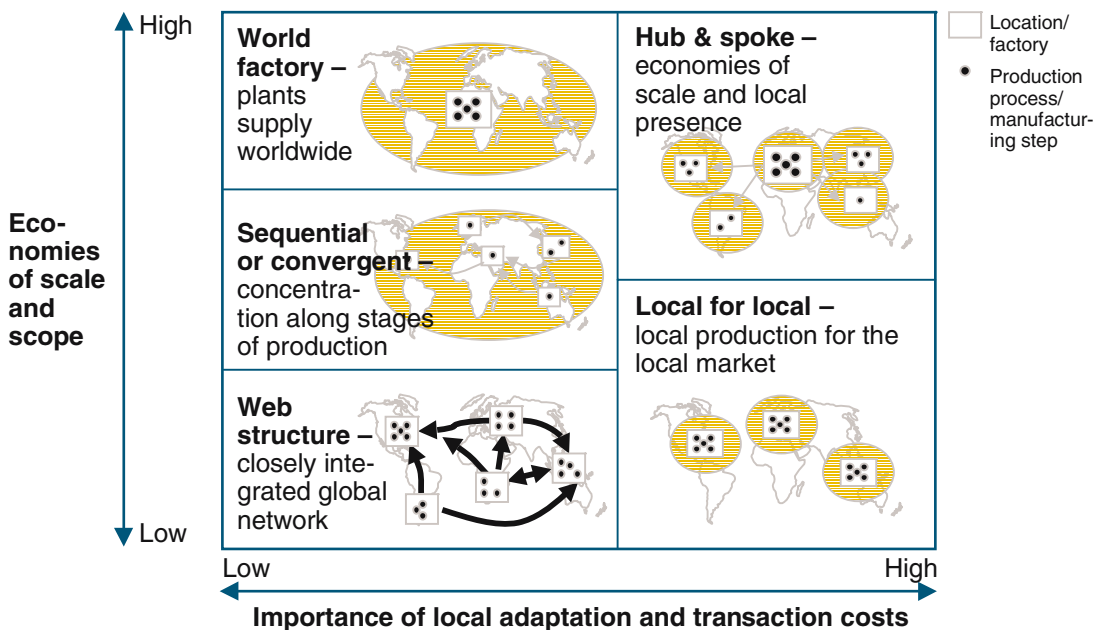 High
Eco-
nomies
of scale
and
scope
Low
World
factory –
plants
supply
worldwide
Sequential
or convergent –
concentra-
tion along stages
of production
Web
structure –
closely inte-
grated global
network
Hub & spoke –
economies of
scale and local
presence
Local for local –
local production for the
local market
Location/
factory
Production
process/
manufactur-
ing step
Low
High
Importance of local adaptation and transaction costs